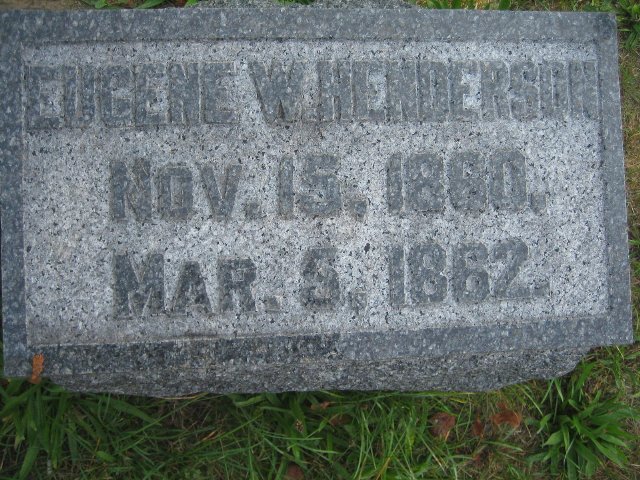 EUGENE W. HENDERSON
NOV. 15, 1860.
MAR. 5, 1862.